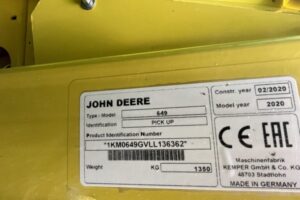 JOHN DEERE
Type - Model 649
Identification PICK UP
Product Identification Number
*1KM0649GVLL136362*
Weight KG 1350
Constr. year 02/2020
Model year 2020
CE EAC
Maschinenfabrik
KEMPER GmbH & Co. KG
48703 Stadtlohn
MADE IN GERMANY